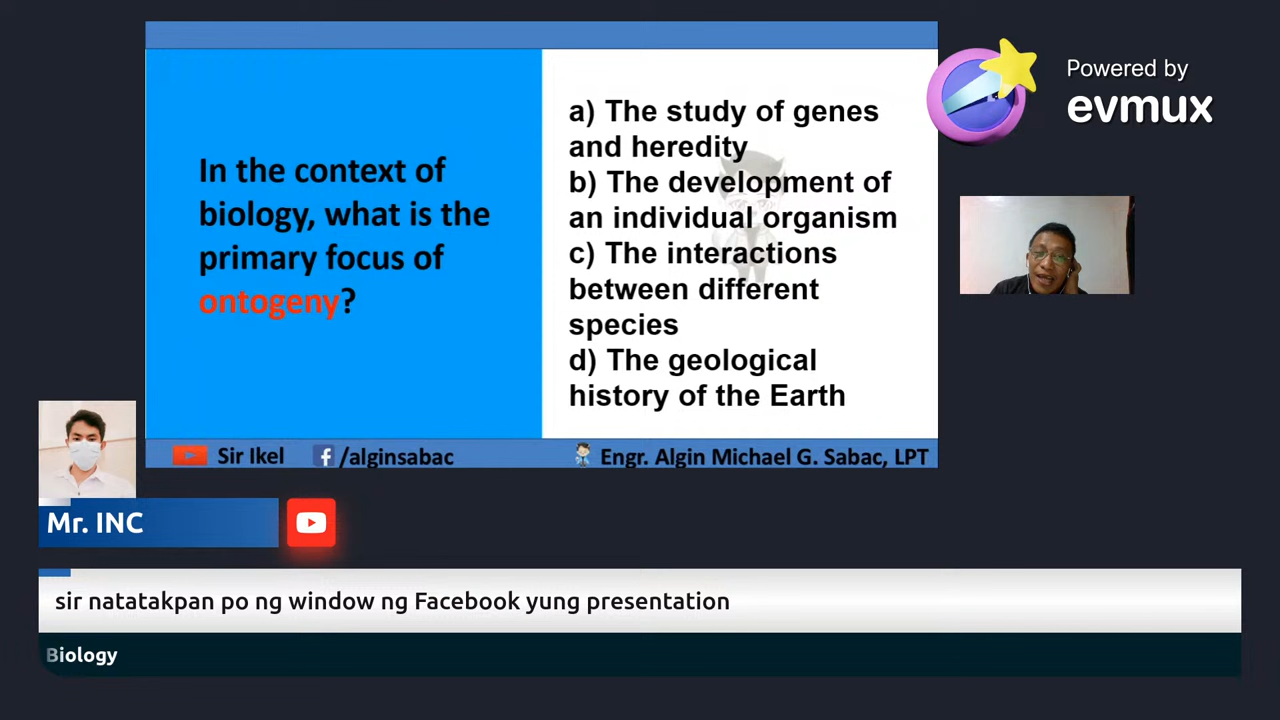 In the context of
biology, what is the
primary focus of
ontogeny?
a) The study of genes
and heredity
b) The development of
an individual organism
c) The interactions
between different
species
d) The geological
history of the Earth
Sir Ikel
/alginsabac
Engr. Algin Michael G. Sabac, LPT
Powered by
evmux
Mr. INC
sir natatakpan po ng window ng Facebook yung presentation
Biology